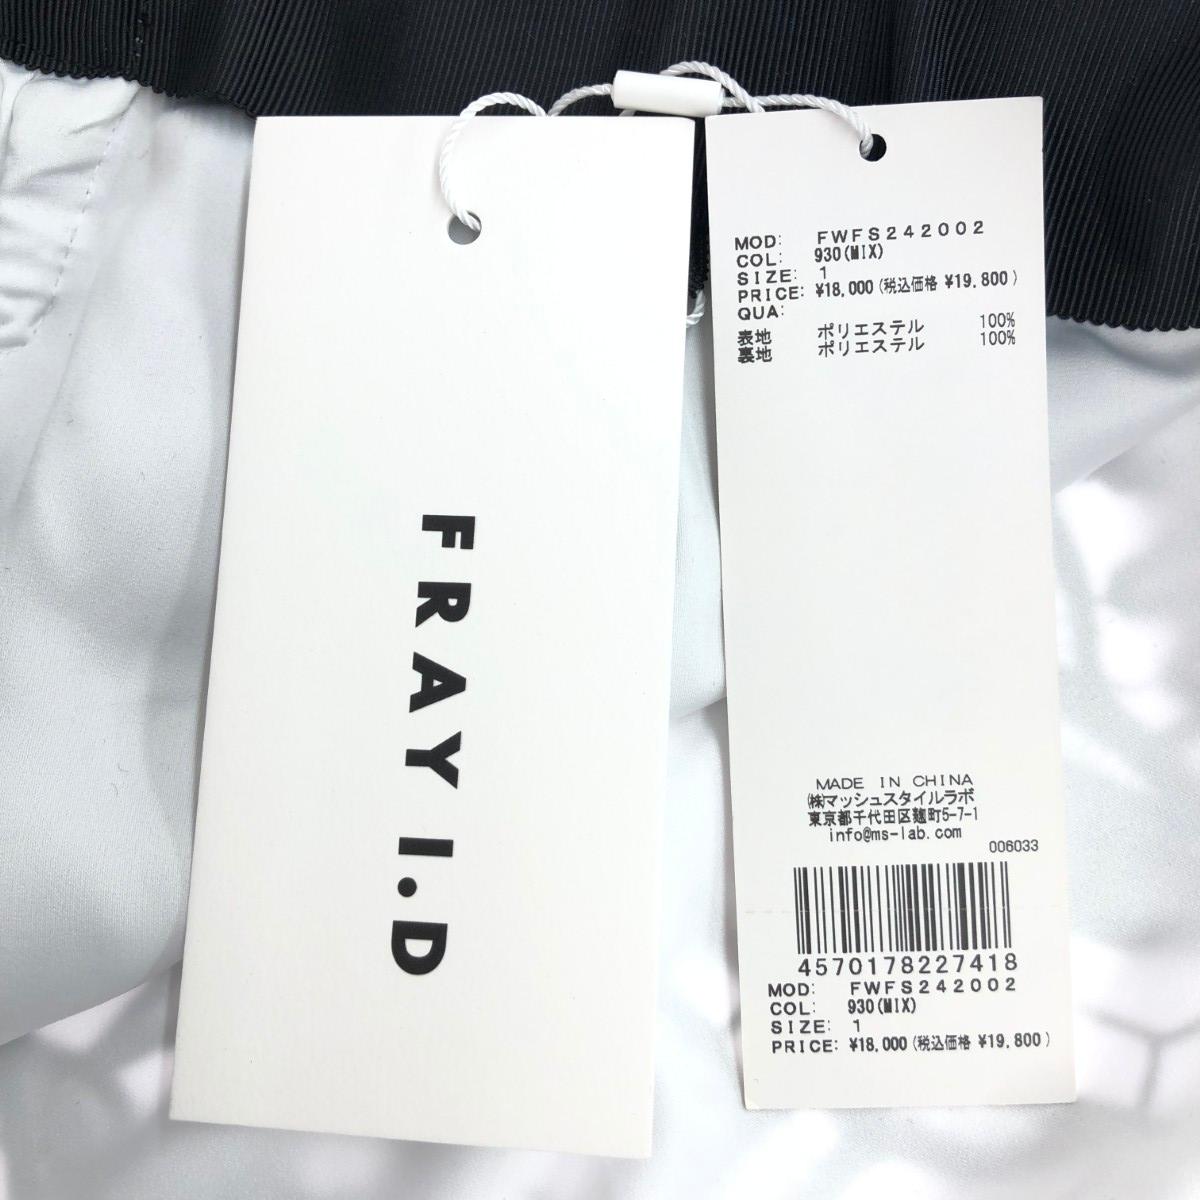 FRAY I.D
MOD: FWFS242002
COL: 930(MIX)
SIZE: 1
PRICE: ¥18,000(税込価格 ¥19,800)
QUA:
表地 ポリエステル 100%
裏地 ポリエステル 100%
MADE IN CHINA
㈱マッシュスタイルラボ
東京都千代田区麹町5-7-1
info@ms-lab.com
006033
4570178227418
MOD: FWFS242002
COL: 930(MIX)
SIZE: 1
PRICE: ¥18,000(税込価格 ¥19,800)